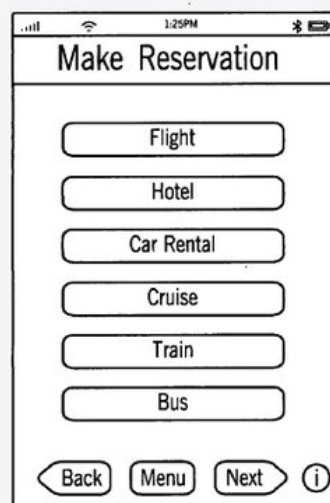 1:25PM
Make Reservation
Flight
Hotel
Car Rental
Cruise
Train
Bus
Back Menu Next i